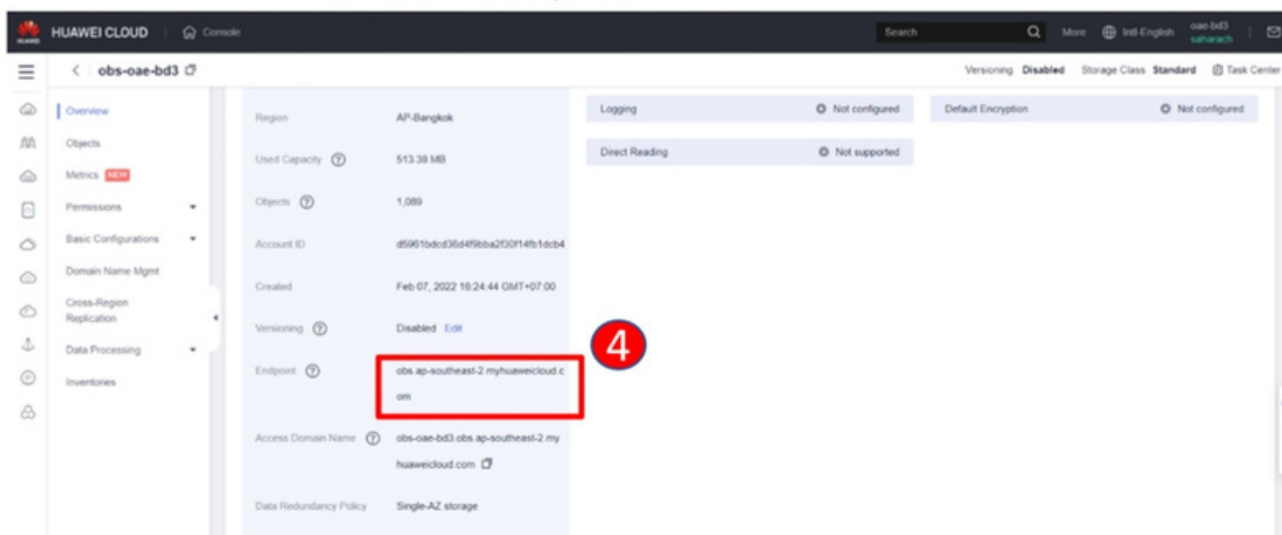 HUAWEI
HUAWEI CLOUD
Console
Search
More
Intl-English
oae-bd3
saharach
obs-oae-bd3
Versioning Disabled
Storage Class Standard
Task Center
Overview
Objects
Metrics NEW
Permissions
Basic Configurations
Domain Name Mgmt
Cross-Region
Replication
Data Processing
Inventories
Region AP-Bangkok
Used Capacity ? 513.38 MB
Objects ? 1,089
Account ID
Created Feb 07, 2022 16:24:44 GMT+07:00
Versioning ? Disabled Edit
Endpoint ? obs.ap-southeast-2.myhuaweicloud.c
om
Access Domain Name ? obs-oae-bd3.obs.ap-southeast-2.my
huaweicloud.com
Data Redundancy Policy Single-AZ storage
Logging Not configured
Direct Reading Not supported
Default Encryption Not configured
4